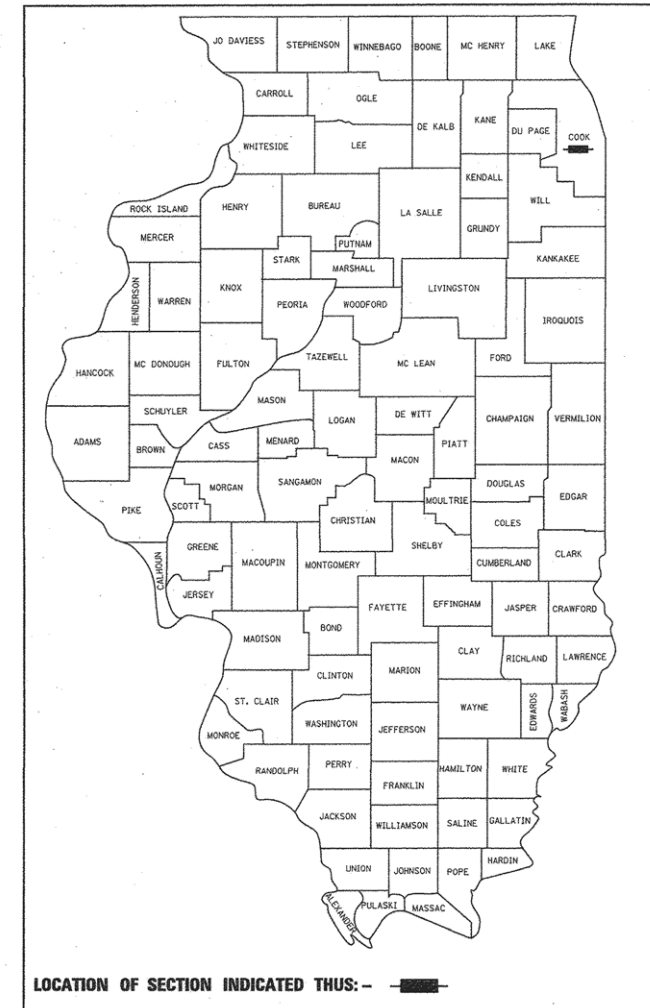 JO DAVIESS STEPHENSON WINNEBAGO BOONE MC HENRY LAKE
CARROLL OGLE DE KALB KANE DU PAGE COOK
WHITESIDE LEE KENDALL WILL
ROCK ISLAND HENRY BUREAU LA SALLE GRUNDY
MERCER PUTNAM KANKAKEE
STARK MARSHALL
HENDERSON WARREN KNOX PEORIA WOODFORD LIVINGSTON IROQUOIS
HANCOCK MC DONOUGH FULTON TAZEWELL MC LEAN FORD
SCHUYLER MASON LOGAN DE WITT CHAMPAIGN VERMILION
ADAMS BROWN CASS MENARD PIATT
MACON
MORGAN SANGAMON DOUGLAS EDGAR
PIKE SCOTT CHRISTIAN MOULTRIE COLES
SHELBY
CALHOUN GREENE MACOUPIN MONTGOMERY CUMBERLAND CLARK
JERSEY FAYETTE EFFINGHAM JASPER CRAWFORD
MADISON BOND
CLAY RICHLAND LAWRENCE
CLINTON MARION
ST. CLAIR WAYNE EDWARDS WABASH
WASHINGTON JEFFERSON
MONROE
RANDOLPH PERRY HAMILTON WHITE
FRANKLIN
JACKSON WILLIAMSON SALINE GALLATIN
UNION JOHNSON POPE HARDIN
ALEXANDER PULASKI MASSAC
LOCATION OF SECTION INDICATED THUS:-